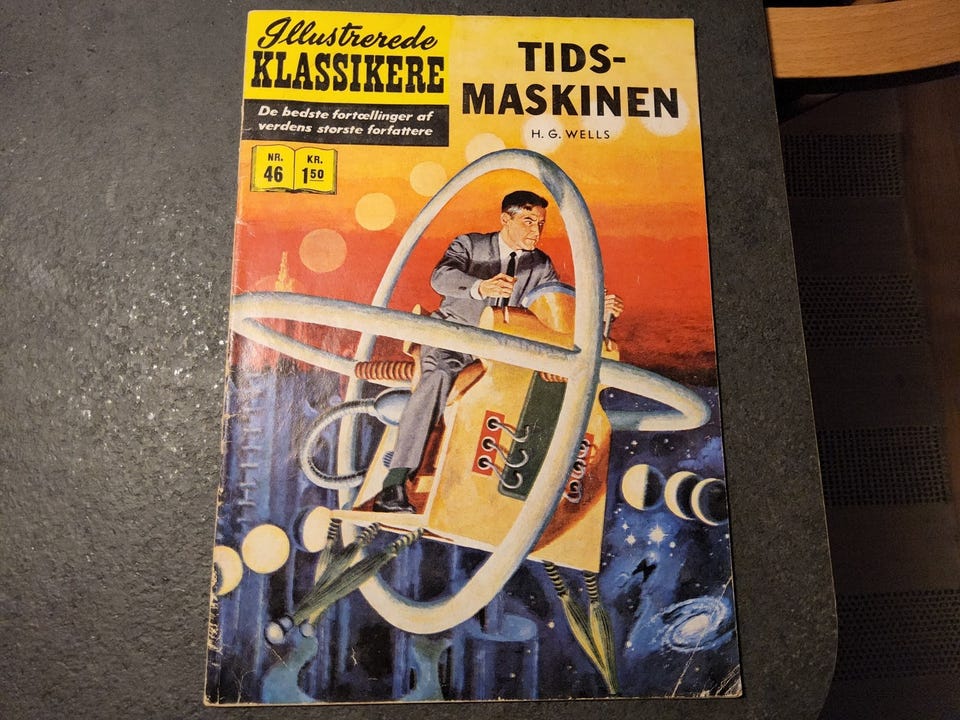 Illustrerede
KLASSIKERE
De bedste fortællinger af
verdens største forfattere
NR.
46
KR.
1 50
TIDS-
MASKINEN
H. G. WELLS